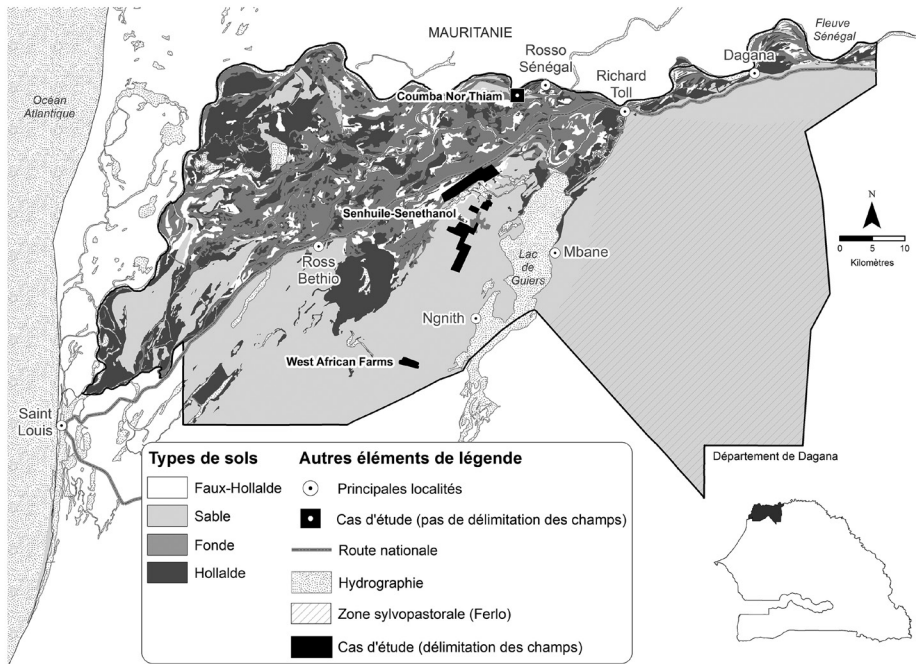 MAURITANIE
Fleuve
Sénégal
Océan
Atlantique
Rosso
Sénégal
Dagana
Richard
Toll
Coumba Nor Thiam
N
0 5 10
Kilomètres
Senhuile-Senethanol
Ross
Bethio
Lac
de
Guiers
Mbane
Ngnith
West African Farms
Saint
Louis
Département de Dagana
Types de sols
Faux-Hollalde
Sable
Fonde
Hollalde
Autres éléments de légende
Principales localités
Cas d'étude (pas de délimitation des champs)
Route nationale
Hydrographie
Zone sylvopastorale (Ferlo)
Cas d'étude (délimitation des champs)